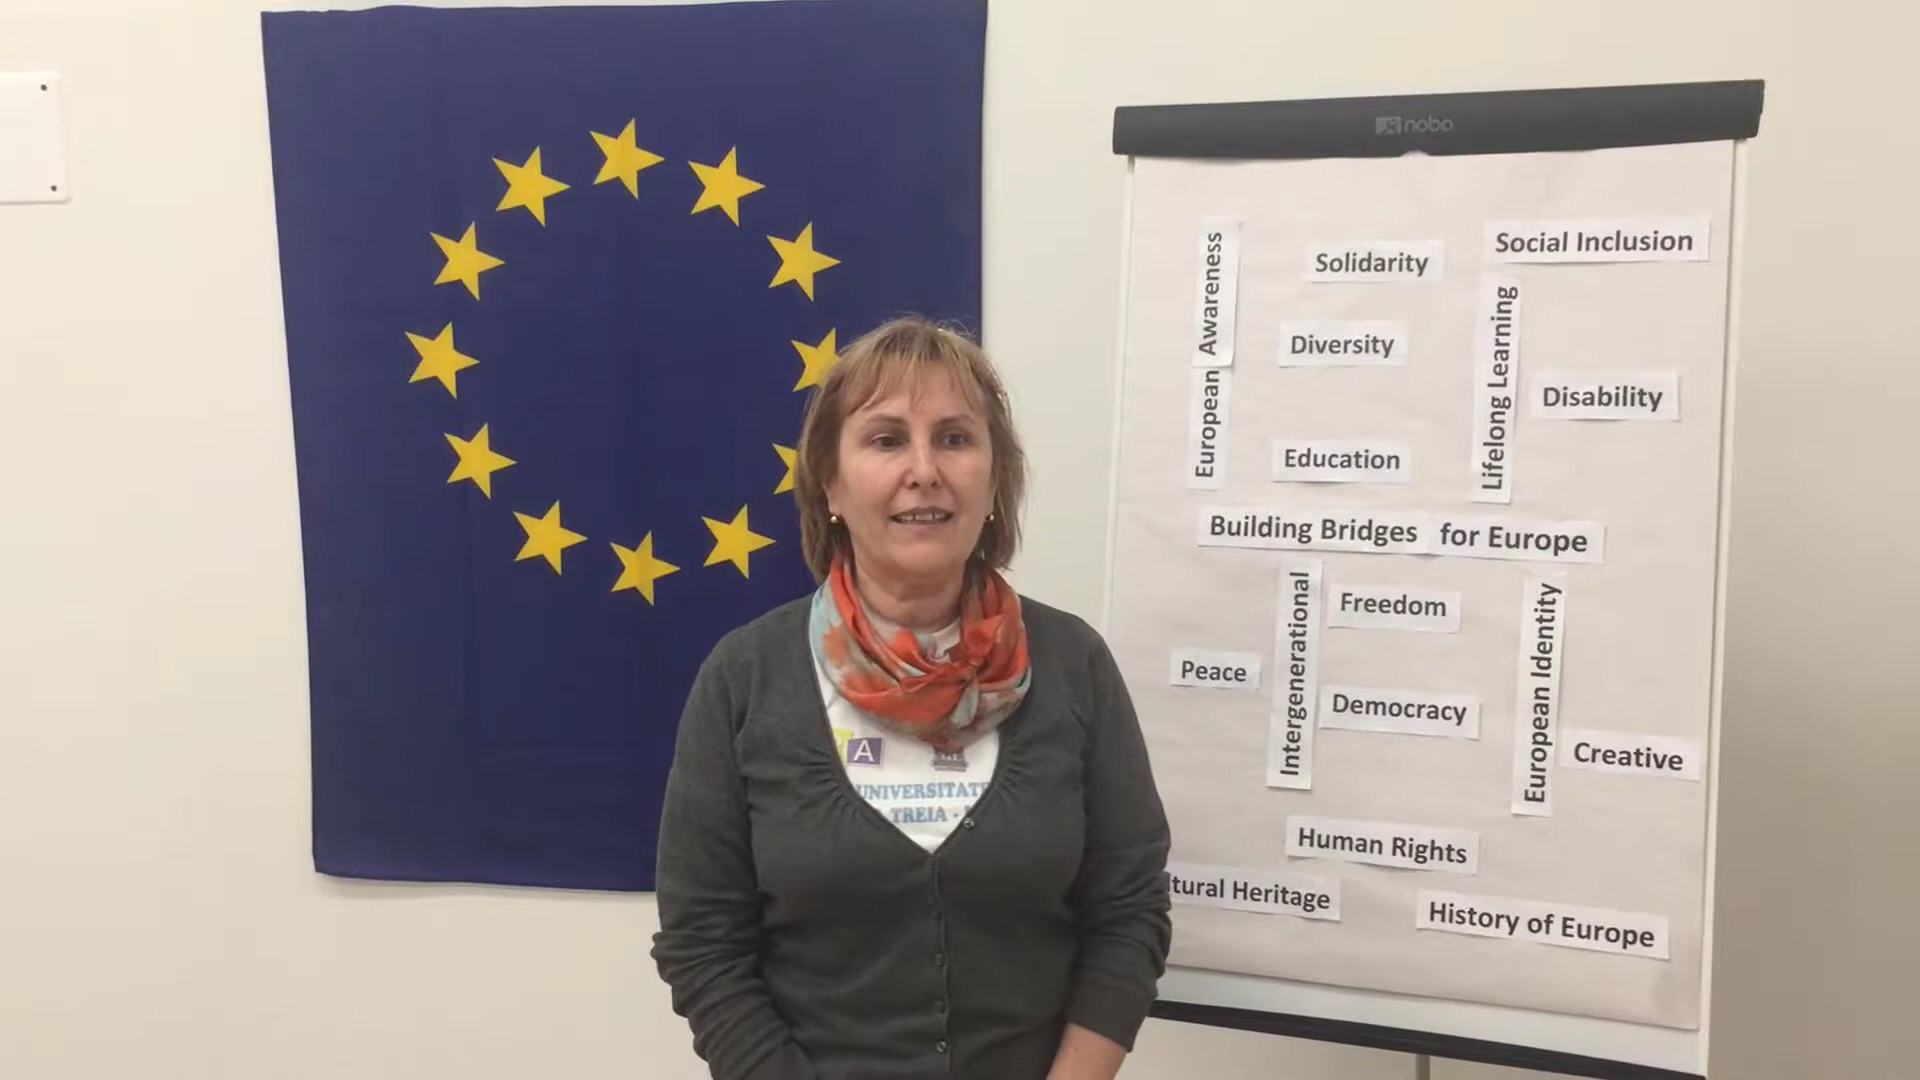 nobo
Social Inclusion
Solidarity
European Awareness
Lifelong Learning
Diversity
Disability
Education
Building Bridges for Europe
Intergenerational
Freedom
European Identity
Peace
Democracy
Creative
Human Rights
tural Heritage
History of Europe
A
UNIVERSITAT
TREIA -